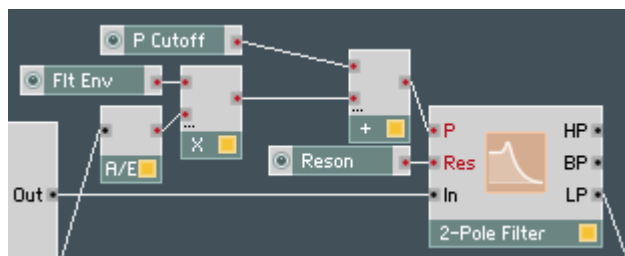 P Cutoff
Flt Env
...
X
A/E
...
+
Reson
Out
P
HP
Res
BP
In
LP
2-Pole Filter